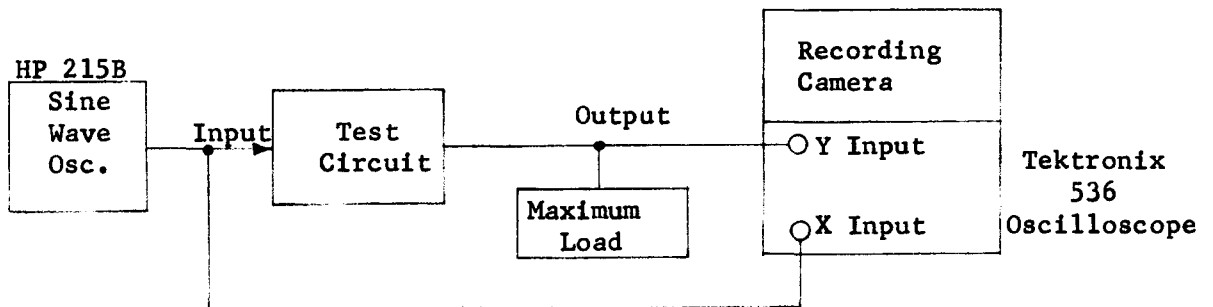 HP 215B
Sine
Wave
Osc.
Input
Test
Circuit
Output
Maximum
Load
Recording
Camera
Y Input
X Input
Tektronix
536
Oscilloscope